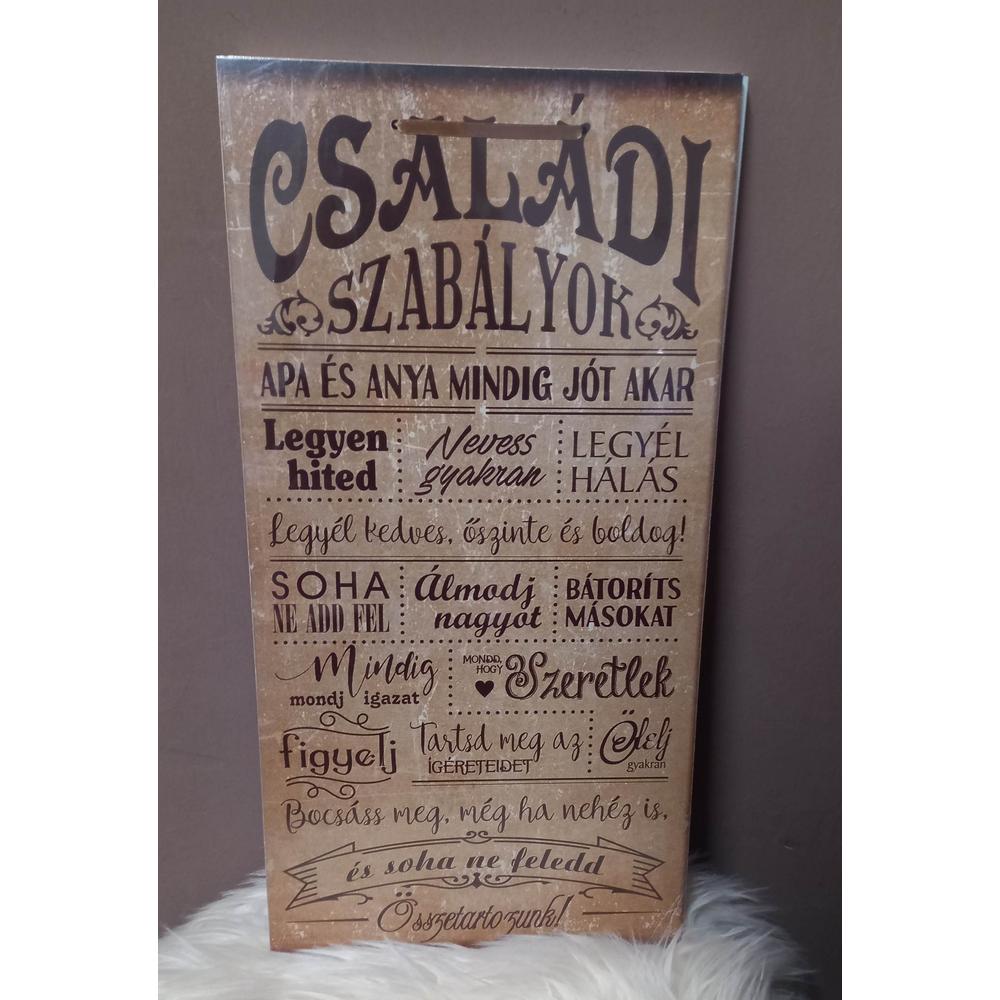 CSALÁDI
SZABÁLYOK
APA ÉS ANYA MINDIG JÓT AKAR
Legyen
hited
Nevess
gyakran
LEGYÉL
HÁLÁS
Legyél kedves, őszinte és boldog!
SOHA
NE ADD FEL
Álmodj
nagyot
BÁTORÍTS
MÁSOKAT
Mindig
mondj igazat
MONDD,
HOGY
Szeretlek
figyelj
Tartsd meg az
ÍGÉRETEIDET
Ölelj
gyakran
Bocsáss meg, még ha nehéz is,
és soha ne feledd
Összetartozunk!